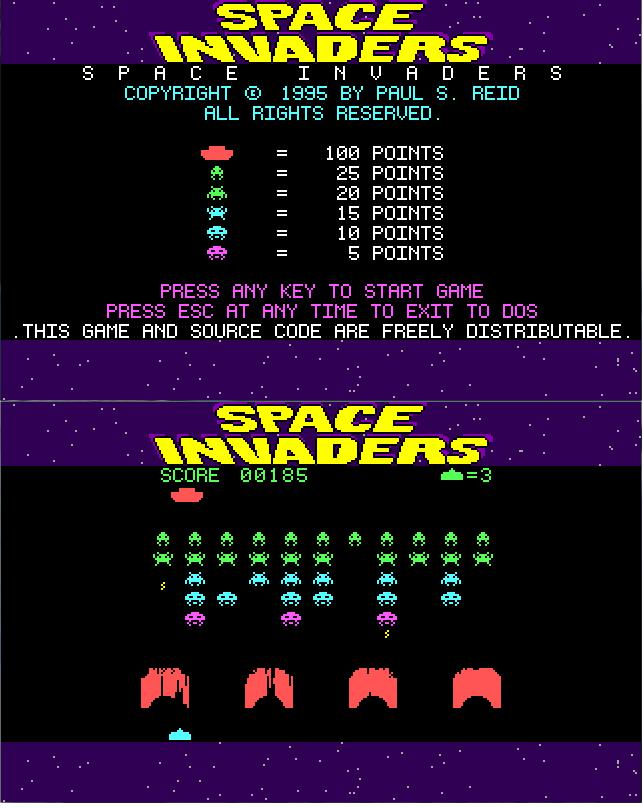 SPACE
INVADERS
S P A C E I N V A D E R S
COPYRIGHT © 1995 BY PAUL S. REID
ALL RIGHTS RESERVED.
= 100 POINTS
= 25 POINTS
= 20 POINTS
= 15 POINTS
= 10 POINTS
= 5 POINTS
PRESS ANY KEY TO START GAME
PRESS ESC AT ANY TIME TO EXIT TO DOS
.THIS GAME AND SOURCE CODE ARE FREELY DISTRIBUTABLE.
SPACE
INVADERS
SCORE 00185 =3